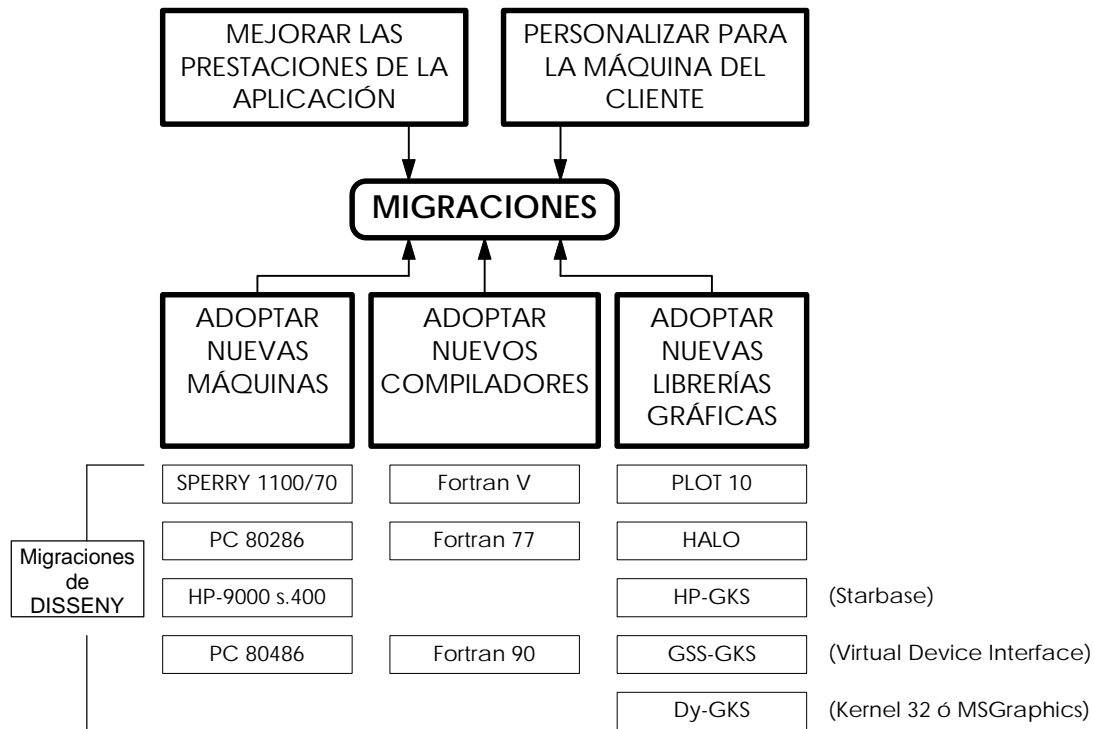 MEJORAR LAS
PRESTACIONES DE LA
APLICACIÓN
PERSONALIZAR PARA
LA MÁQUINA DEL
CLIENTE
MIGRACIONES
ADOPTAR
NUEVAS
MÁQUINAS
ADOPTAR
NUEVOS
COMPILADORES
ADOPTAR
NUEVAS
LIBRERÍAS
GRÁFICAS
Migraciones
de
DISSENY
SPERRY 1100/70
Fortran V
PLOT 10
PC 80286
Fortran 77
HALO
HP-9000 s.400
HP-GKS
(Starbase)
PC 80486
Fortran 90
GSS-GKS
(Virtual Device Interface)
Dy-GKS
(Kernel 32 ó MSGraphics)